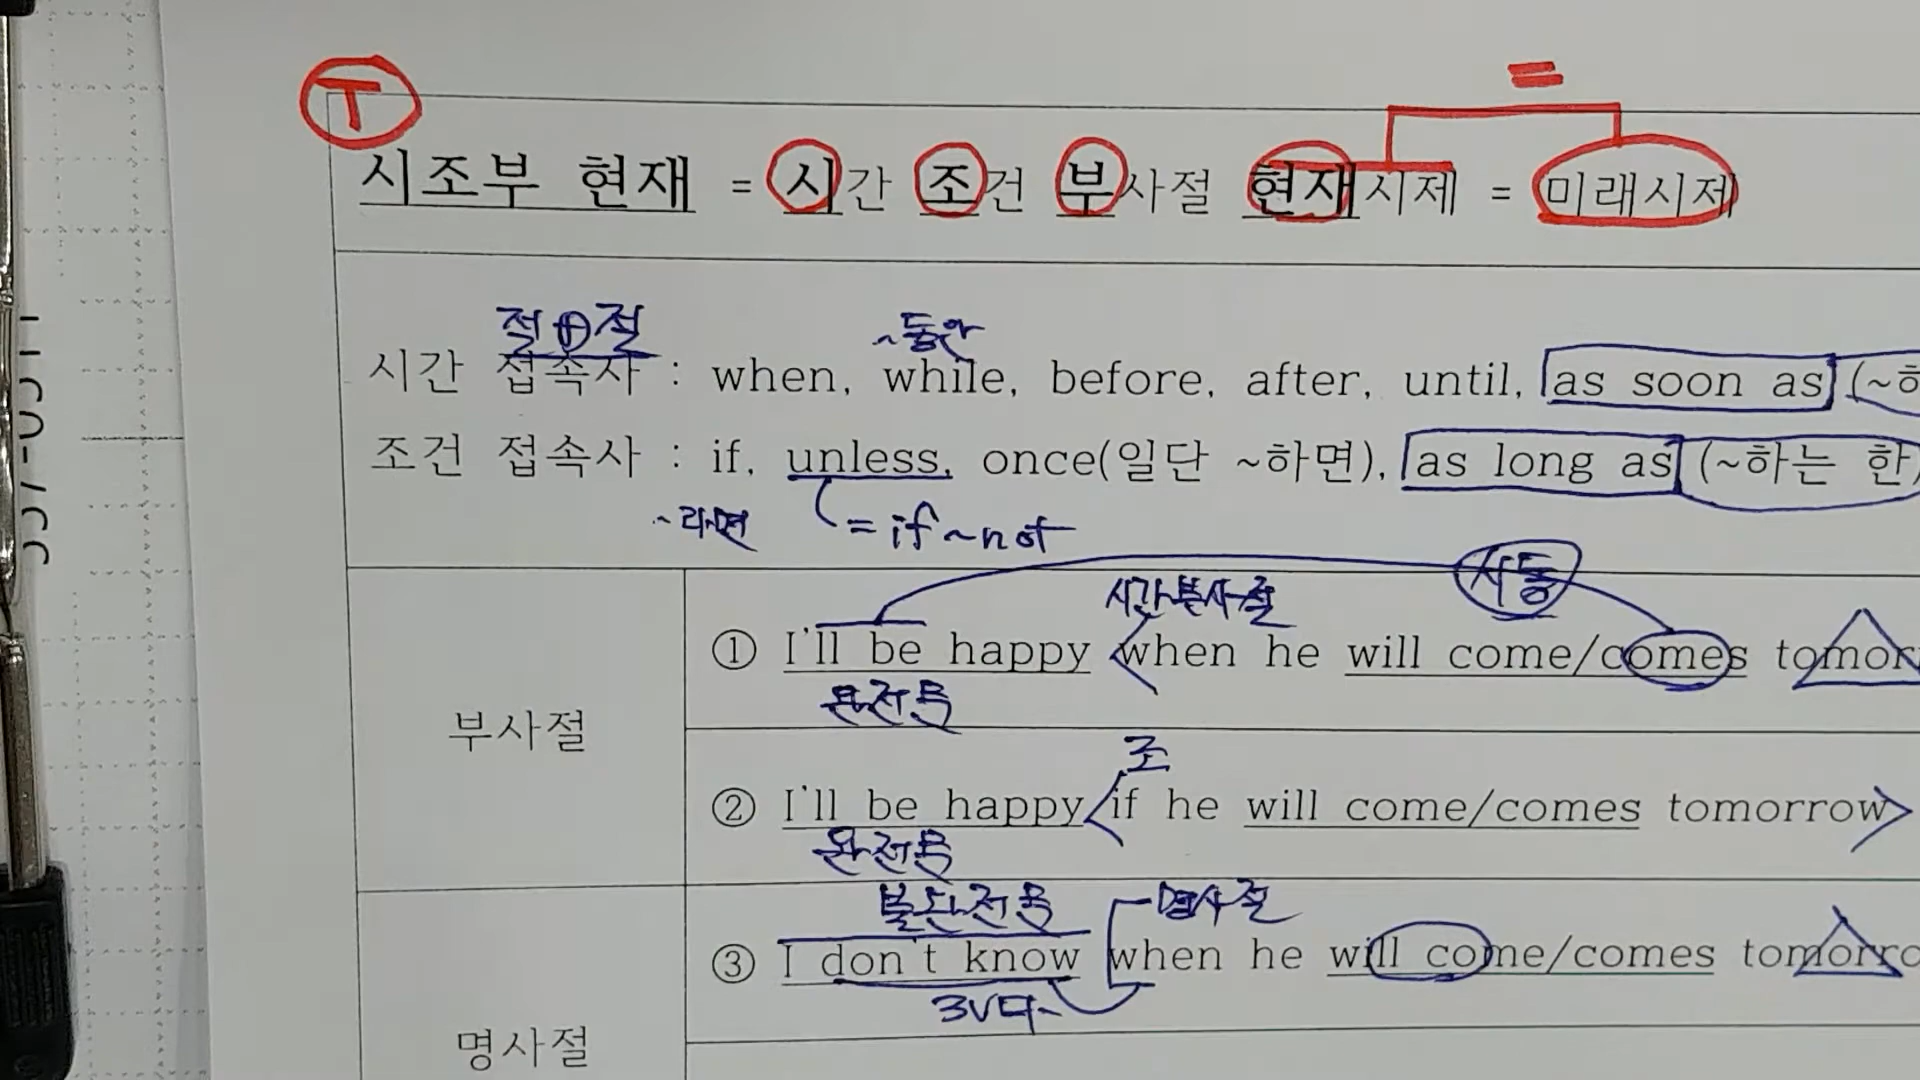 T
=
시조부 현재 = 시간 조건 부사절 현재시제 = 미래시제
절⊕절 ~동안
시간 접속사 : when, while, before, after, until, as soon as (~하
조건 접속사 : if, unless, once(일단 ~하면), as long as (~하는 한)
~라면 = if ~ not
시간부사절
① I'll be happy when he will come/comes tomor
완전문
조
부사절
② I'll be happy if he will come/comes tomorrow
완전문
불완전문 명사절
③ I don't know when he will come/comes tomorro
3V다
명사절